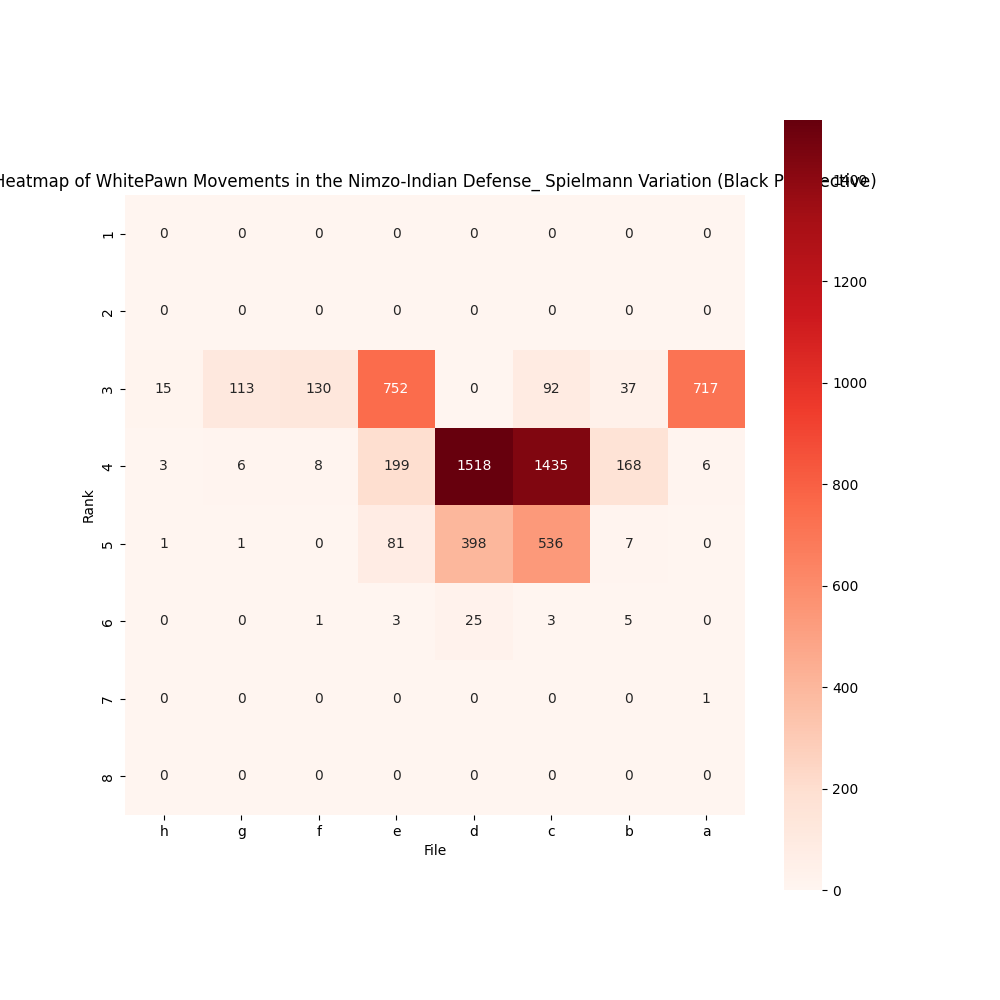 Heatmap of WhitePawn Movements in the Nimzo-Indian Defense_ Spielmann Variation (Black P ective)
1400
1 0 0 0 0 0 0 0 0
2 0 0 0 0 0 0 0 0
3 15 113 130 752 0 92 37 717
4 3 6 8 199 1518 1435 168 6
5 1 1 0 81 398 536 7 0
6 0 0 1 3 25 3 5 0
7 0 0 0 0 0 0 0 1
8 0 0 0 0 0 0 0 0
h g f e d c b a
File
Rank
1200
1000
800
600
400
200
0